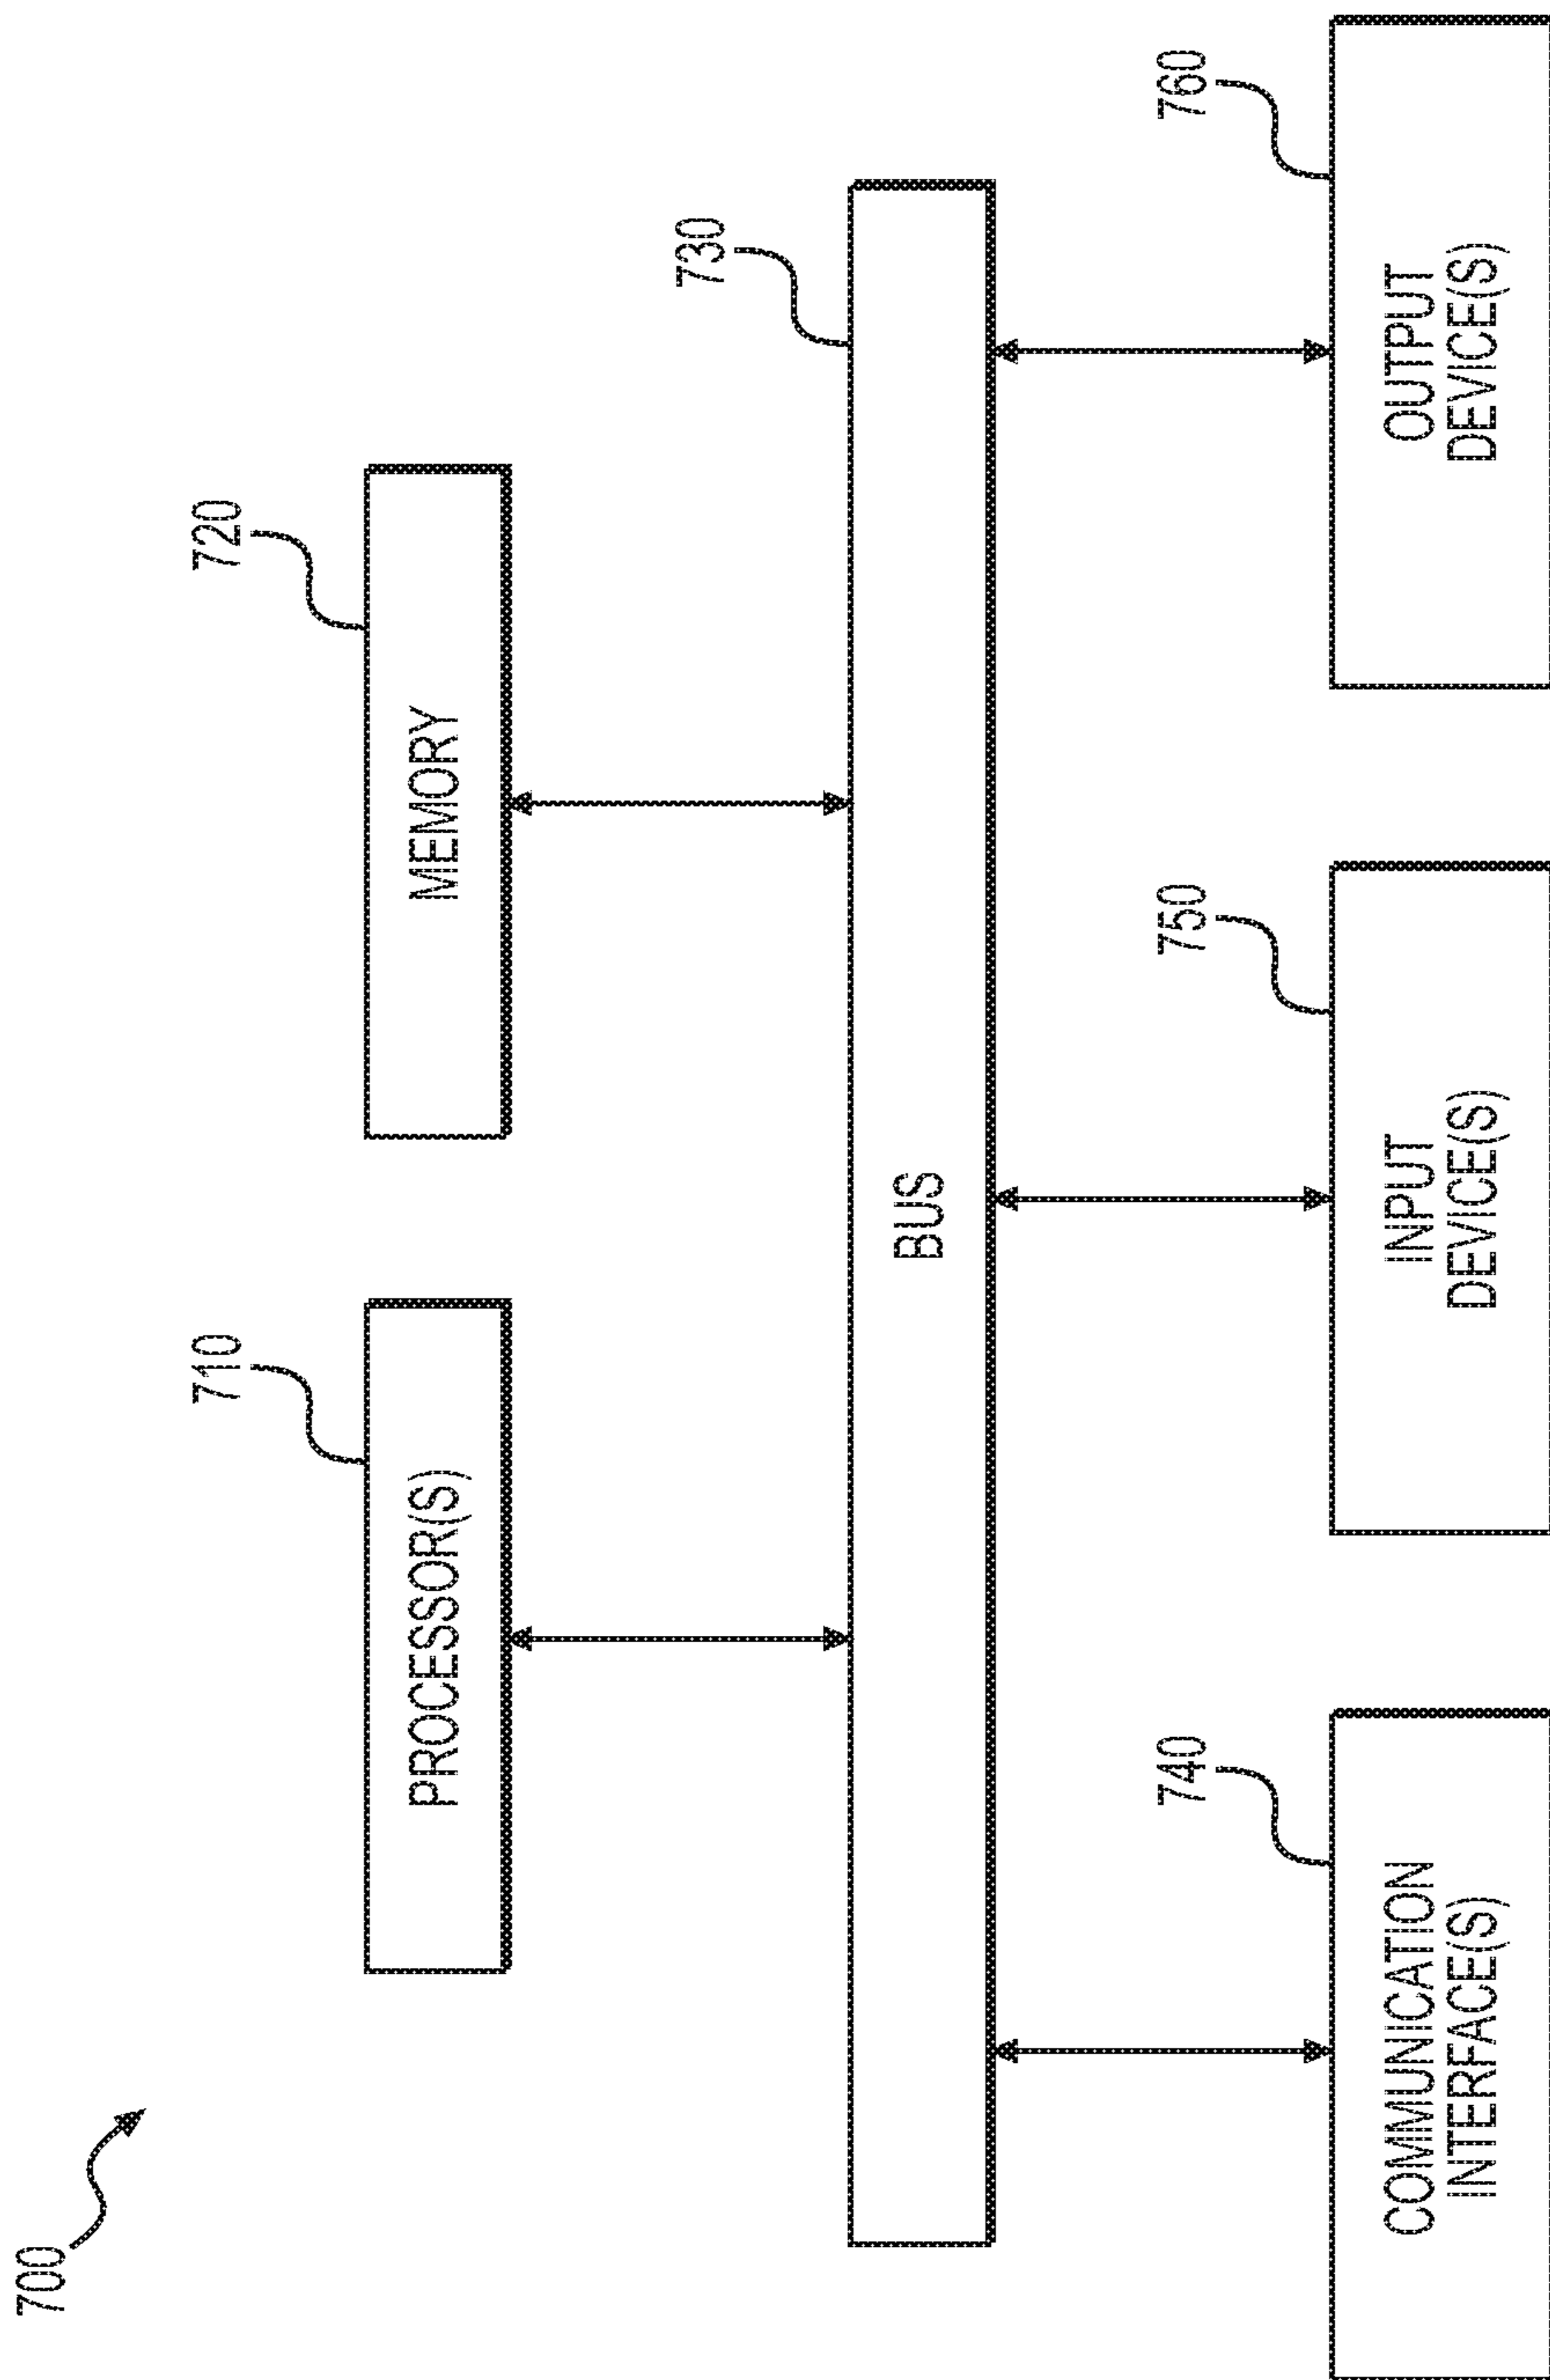 700
710
PROCESSOR(S)
720
MEMORY
730
BUS
740
COMMUNICATION
INTERFACE(S)
750
INPUT
DEVICE(S)
760
OUTPUT
DEVICE(S)